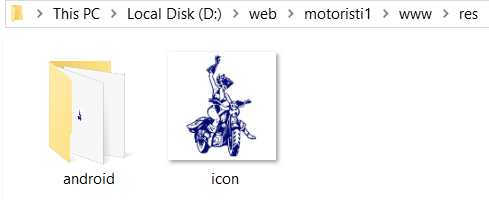 This PC > Local Disk (D:) > web > motoristi1 > www > res
android
icon